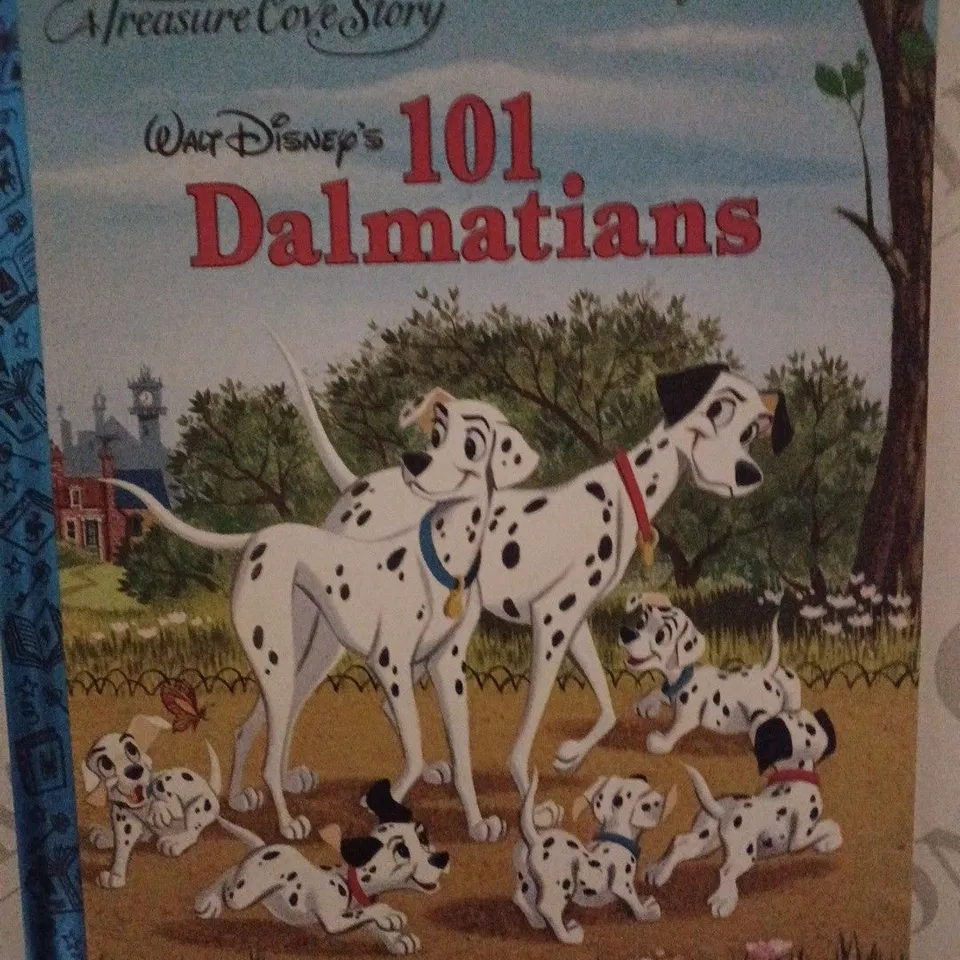 A Treasure Cove Story
WALT DISNEY'S 101
Dalmatians